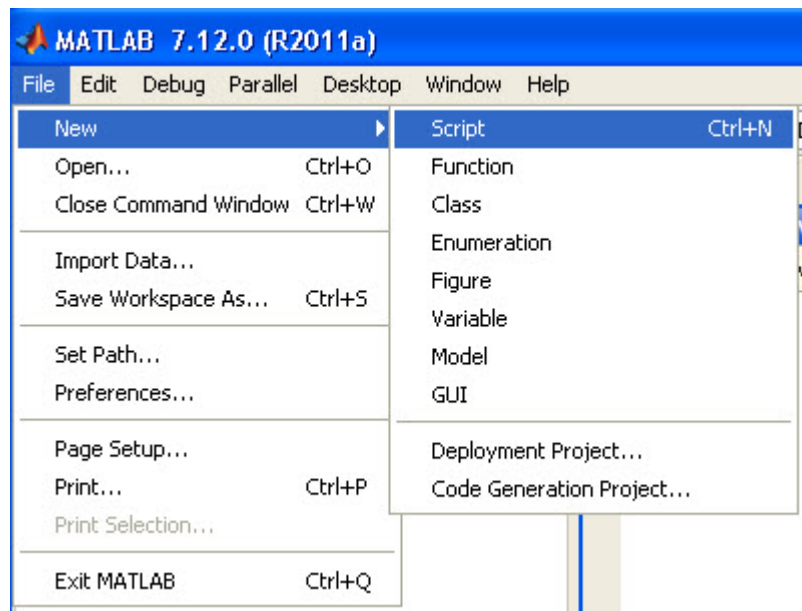 MATLAB 7.12.0 (R2011a)
File Edit Debug Parallel Desktop Window Help
New
Open... Ctrl+O
Close Command Window Ctrl+W
Import Data...
Save Workspace As... Ctrl+S
Set Path...
Preferences...
Page Setup...
Print... Ctrl+P
Print Selection...
Exit MATLAB Ctrl+Q
Script Ctrl+N
Function
Class
Enumeration
Figure
Variable
Model
GUI
Deployment Project...
Code Generation Project...